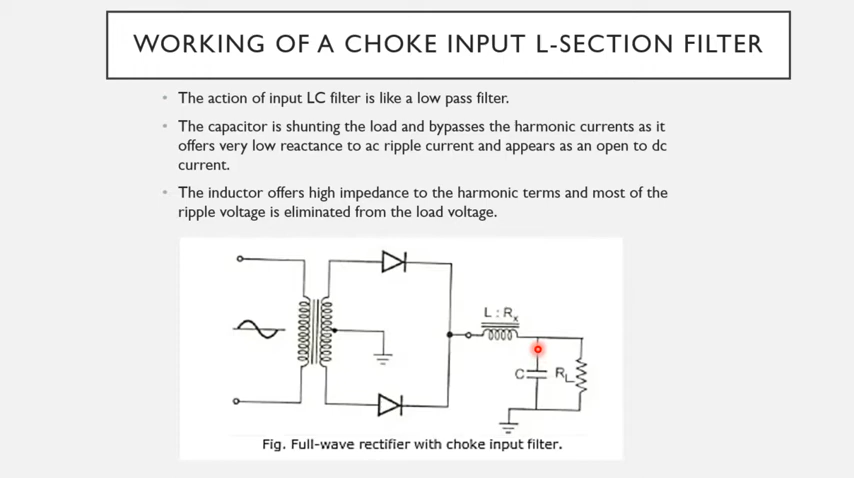 WORKING OF A CHOKE INPUT L-SECTION FILTER
• The action of input LC filter is like a low pass filter.
• The capacitor is shunting the load and bypasses the harmonic currents as it
offers very low reactance to ac ripple current and appears as an open to dc
current.
• The inductor offers high impedance to the harmonic terms and most of the
ripple voltage is eliminated from the load voltage.
L : Rx
C
RL
Fig. Full-wave rectifier with choke input filter.